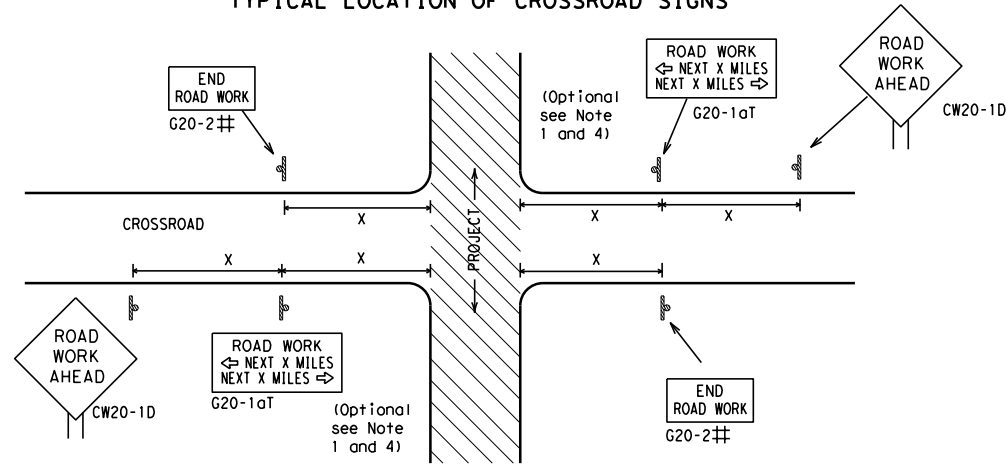 TYPICAL LOCATION OF CROSSROAD SIGNS
END
ROAD WORK
G20-2#
(Optional
see Note
1 and 4)
ROAD WORK
⇦ NEXT X MILES
NEXT X MILES ⇨
G20-1aT
ROAD
WORK
AHEAD
CW20-1D
X
X
X
CROSSROAD
PROJECT
X
X
X
ROAD
WORK
AHEAD
CW20-1D
ROAD WORK
⇦ NEXT X MILES
NEXT X MILES ⇨
G20-1aT
(Optional
see Note
1 and 4)
END
ROAD WORK
G20-2#